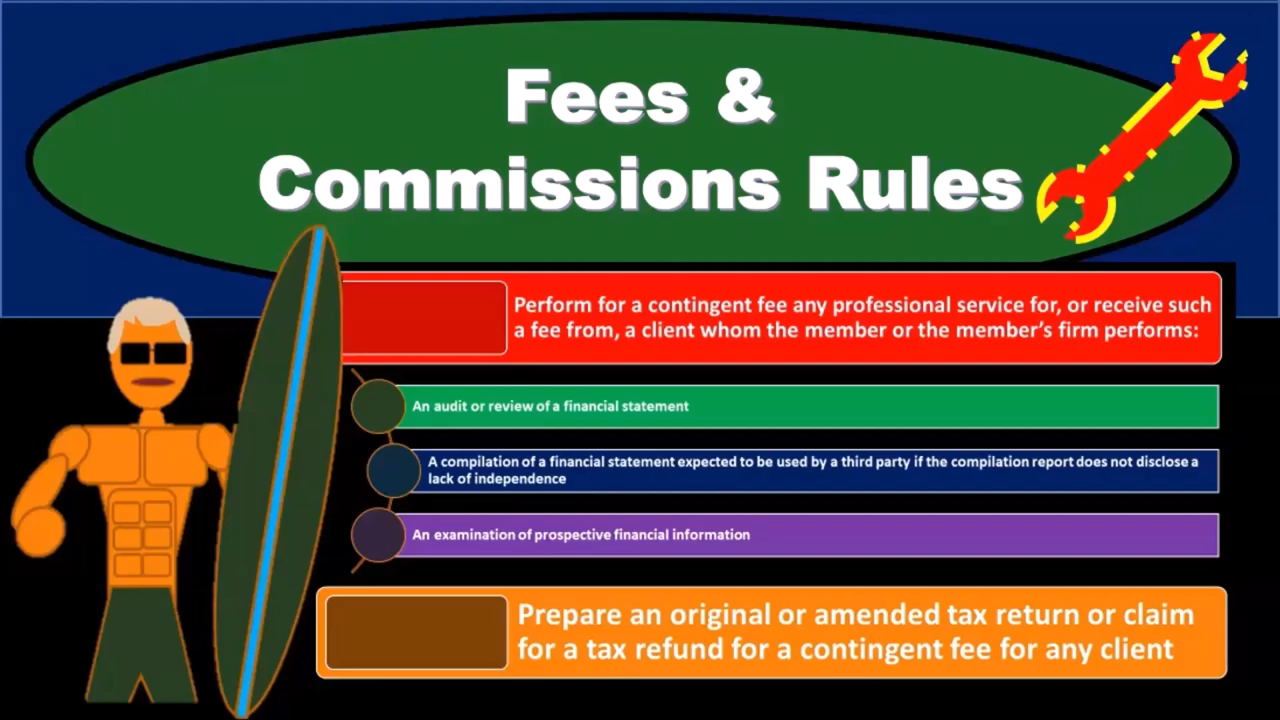 Fees &
Commissions Rules
Perform for a contingent fee any professional service for, or receive such
a fee from, a client whom the member or the member’s firm performs:
An audit or review of a financial statement
A compilation of a financial statement expected to be used by a third party if the compilation report does not disclose a
lack of independence
An examination of prospective financial information
Prepare an original or amended tax return or claim
for a tax refund for a contingent fee for any client